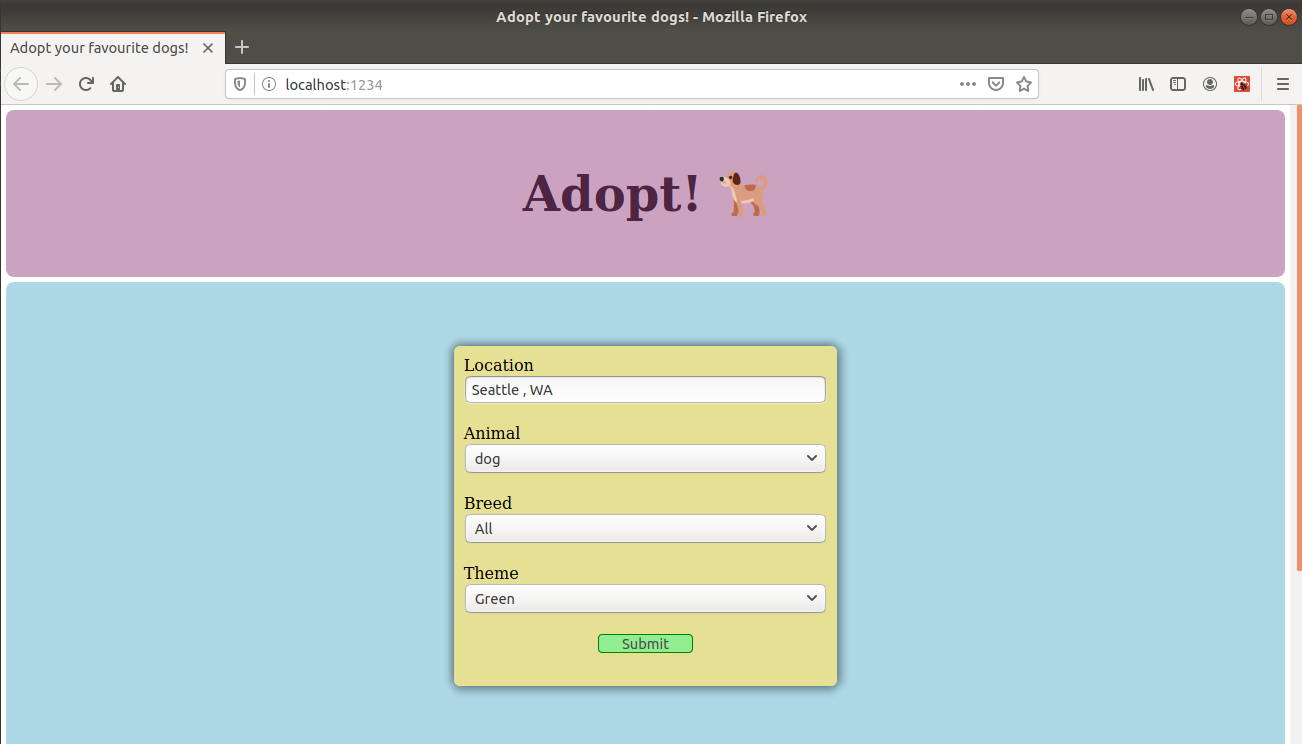 Adopt your favourite dogs! - Mozilla Firefox
Adopt your favourite dogs!
localhost:1234
Adopt!
Location
Seattle , WA
Animal
dog
Breed
All
Theme
Green
Submit